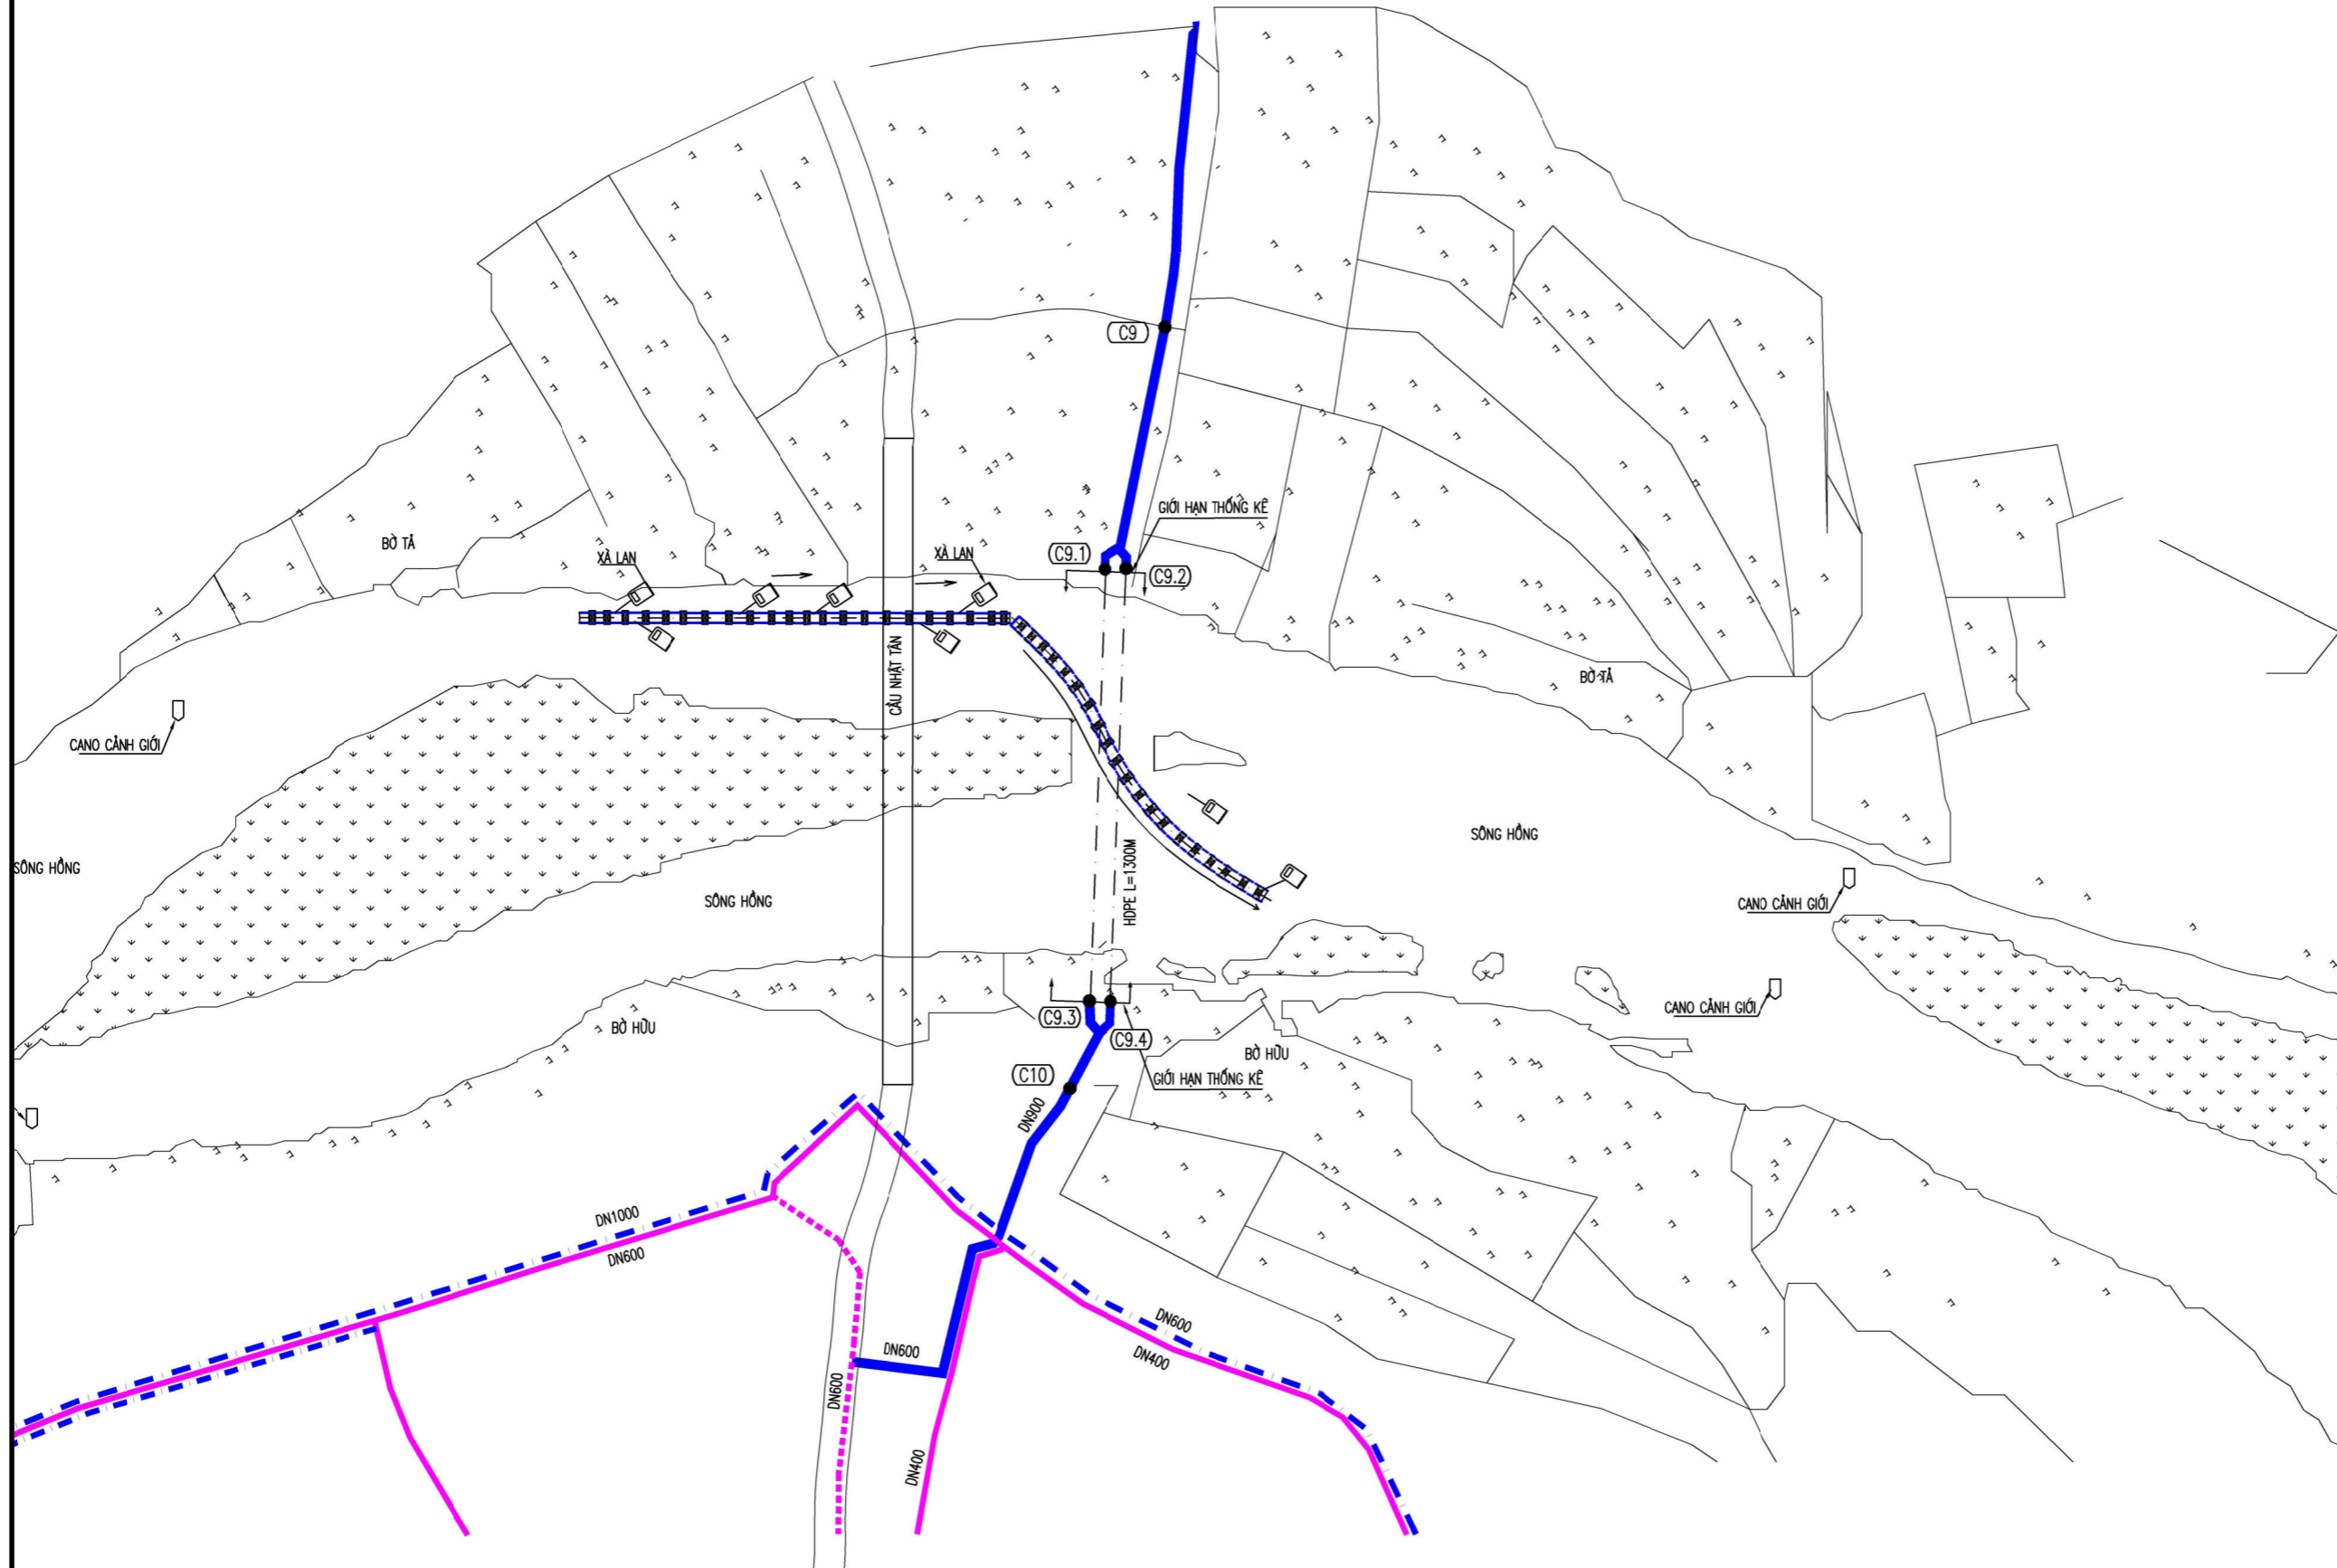 C9
GIỚI HẠN THỐNG KÊ
BỜ TẢ
XÀ LAN
XÀ LAN
C9.1
C9.2
CẦU NHẬT TÂN
BỜ TẢ
CANO CẢNH GIỚI
SÔNG HỒNG
SÔNG HỒNG
SÔNG HỒNG
HDPE L=1300M
CANO CẢNH GIỚI
CANO CẢNH GIỚI
C9.3
C9.4
BỜ HỮU
BỜ HỮU
C10
GIỚI HẠN THỐNG KÊ
DN900
DN1000
DN600
DN600
DN400
DN600
DN600
DN400